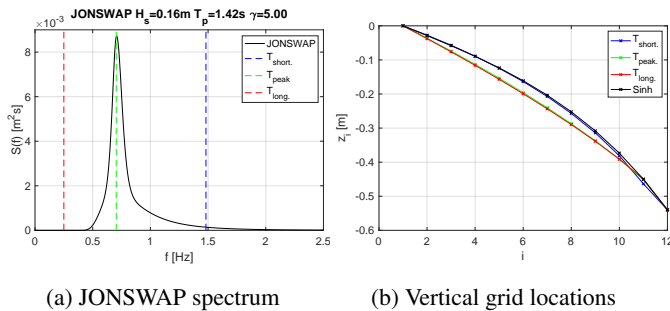 JONSWAP H_s=0.16m T_p=1.42s γ=5.00
×10^-3
8
6
4
2
0
S(f) [m²s]
0 0.5 1 1.5 2 2.5
f [Hz]
JONSWAP
T_short.
T_peak
T_long.
(a) JONSWAP spectrum
0
-0.1
-0.2
-0.3
-0.4
-0.5
-0.6
z_i [m]
0 2 4 6 8 10 12
i
T_short.
T_peak.
T_long.
Sinh
(b) Vertical grid locations